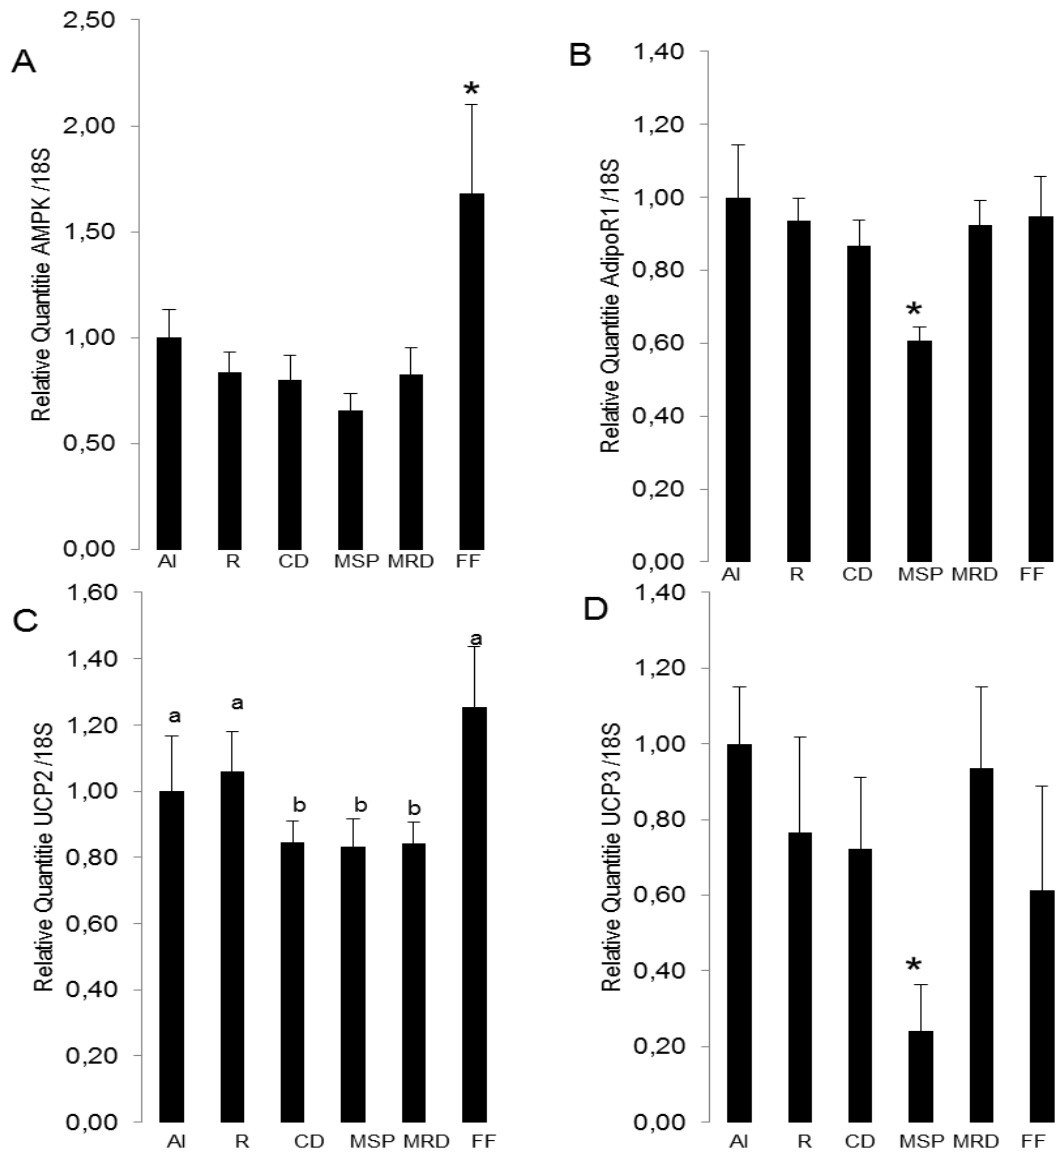 A
Relative Quantitie AMPK /18S
2,50
2,00
1,50
1,00
0,50
0,00
*
AI R CD MSP MRD FF
B
Relative Quantitie AdipoR1 /18S
1,40
1,20
1,00
0,80
0,60
0,40
0,20
0,00
*
AI R CD MSP MRD FF
C
Relative Quantitie UCP2 /18S
1,60
1,40
1,20
1,00
0,80
0,60
0,40
0,20
0,00
a a b b b a
AI R CD MSP MRD FF
D
Relative Quantitie UCP3 /18S
1,40
1,20
1,00
0,80
0,60
0,40
0,20
0,00
*
AI R CD MSP MRD FF